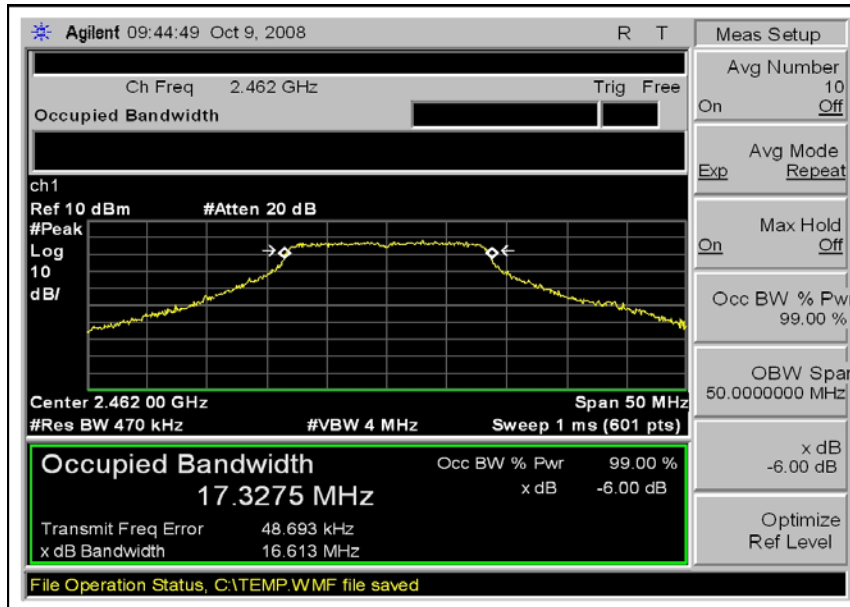 Agilent 09:44:49 Oct 9, 2008 R T
Ch Freq 2.462 GHz Trig Free
Occupied Bandwidth
ch1
Ref 10 dBm #Atten 20 dB
#Peak
Log
10
dB/
Center 2.462 00 GHz Span 50 MHz
#Res BW 470 kHz #VBW 4 MHz Sweep 1 ms (601 pts)
Occupied Bandwidth Occ BW % Pwr 99.00 %
17.3275 MHz x dB -6.00 dB
Transmit Freq Error 48.693 kHz
x dB Bandwidth 16.613 MHz
File Operation Status, C:\TEMP.WMF file saved
Meas Setup
Avg Number
10
On Off
Avg Mode
Exp Repeat
Max Hold
On Off
Occ BW % Pw
99.00 %
OBW Spa
50.0000000 MHz
x dB
-6.00 dB
Optimize
Ref Level